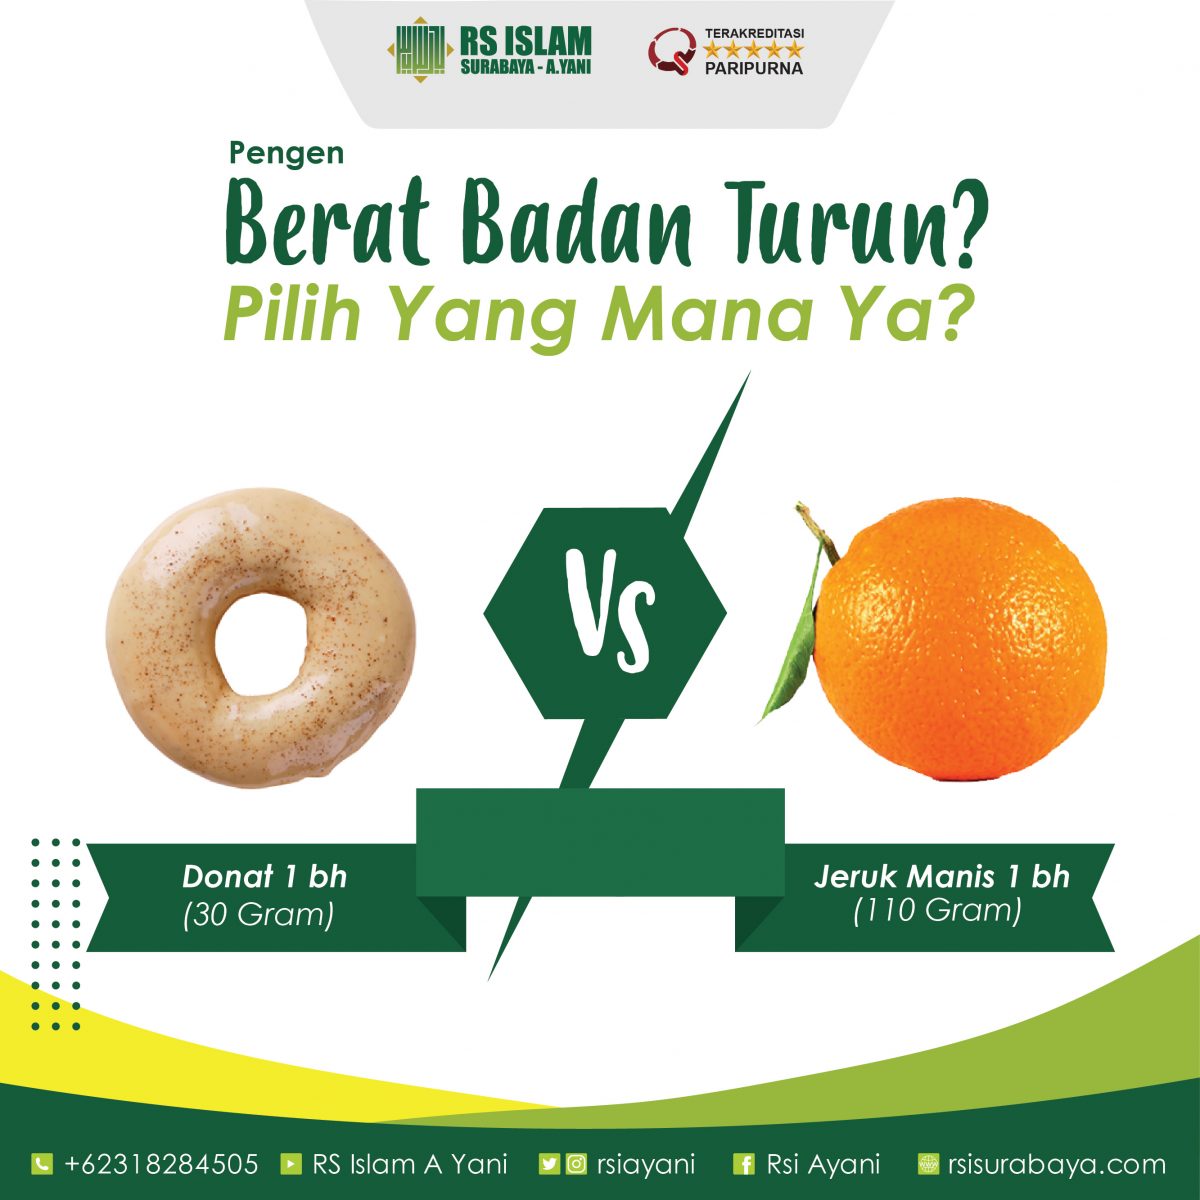 RS ISLAM
SURABAYA - A.YANI
TERAKREDITASI
PARIPURNA
Pengen
Berat Badan Turun?
Pilih Yang Mana Ya?
Vs
Donat 1 bh
(30 Gram)
Jeruk Manis 1 bh
(110 Gram)
+62318284505 RS Islam A Yani rsiayani Rsi Ayani rsisurabaya.com